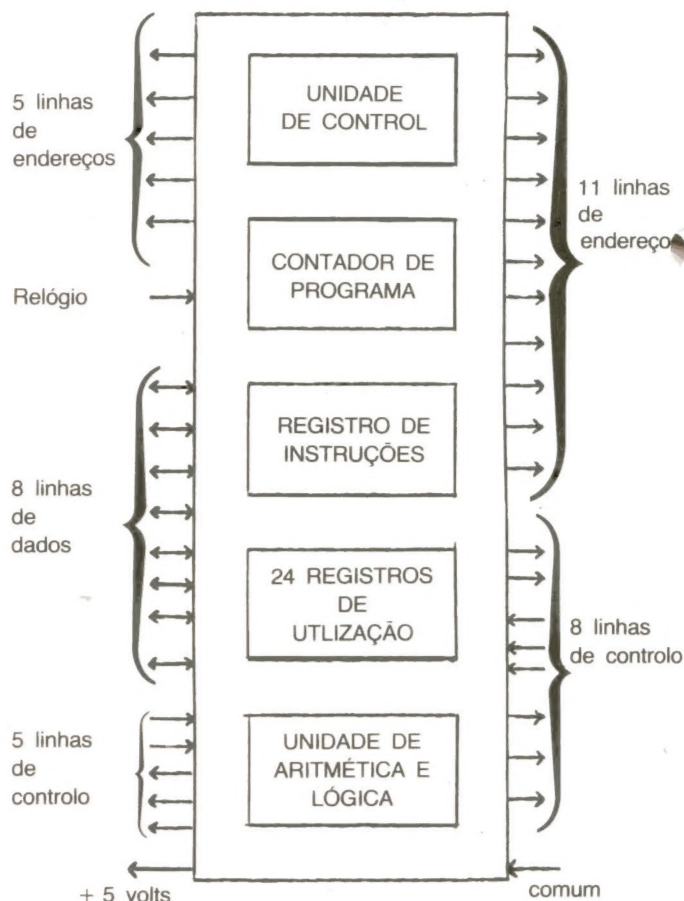 5 linhas
de
endereços
Relógio
8 linhas
de
dados
5 linhas
de
controlo
+ 5 volts
UNIDADE
DE CONTROL
CONTADOR DE
PROGRAMA
REGISTRO DE
INSTRUÇÕES
24 REGISTROS
DE
UTLIZAÇÃO
UNIDADE DE
ARITMÉTICA E
LÓGICA
11 linhas
de
endereço
8 linhas
de controlo
comum